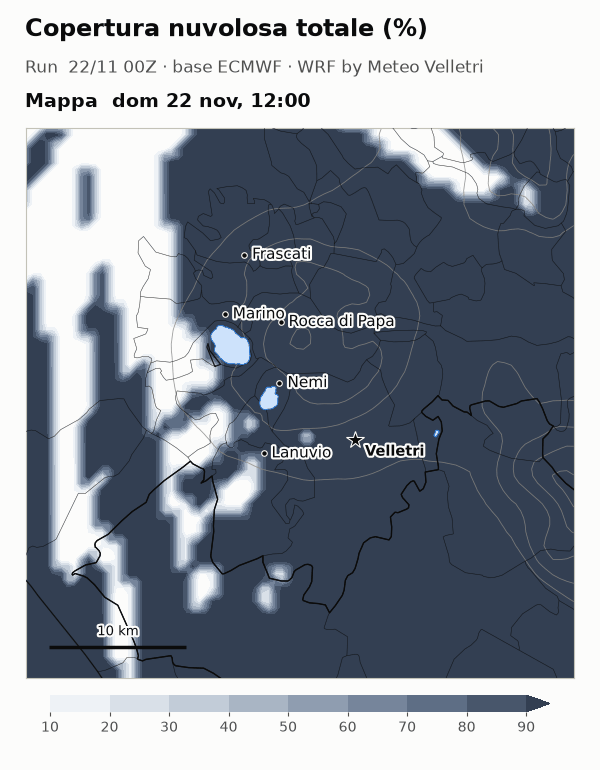 Copertura nuvolosa totale (%)
Run 22/11 00Z · base ECMWF · WRF by Meteo Velletri
Mappa dom 22 nov, 12:00
Frascati
Marino
Rocca di Papa
Nemi
Velletri
Lanuvio
10 km
10 20 30 40 50 60 70 80 90